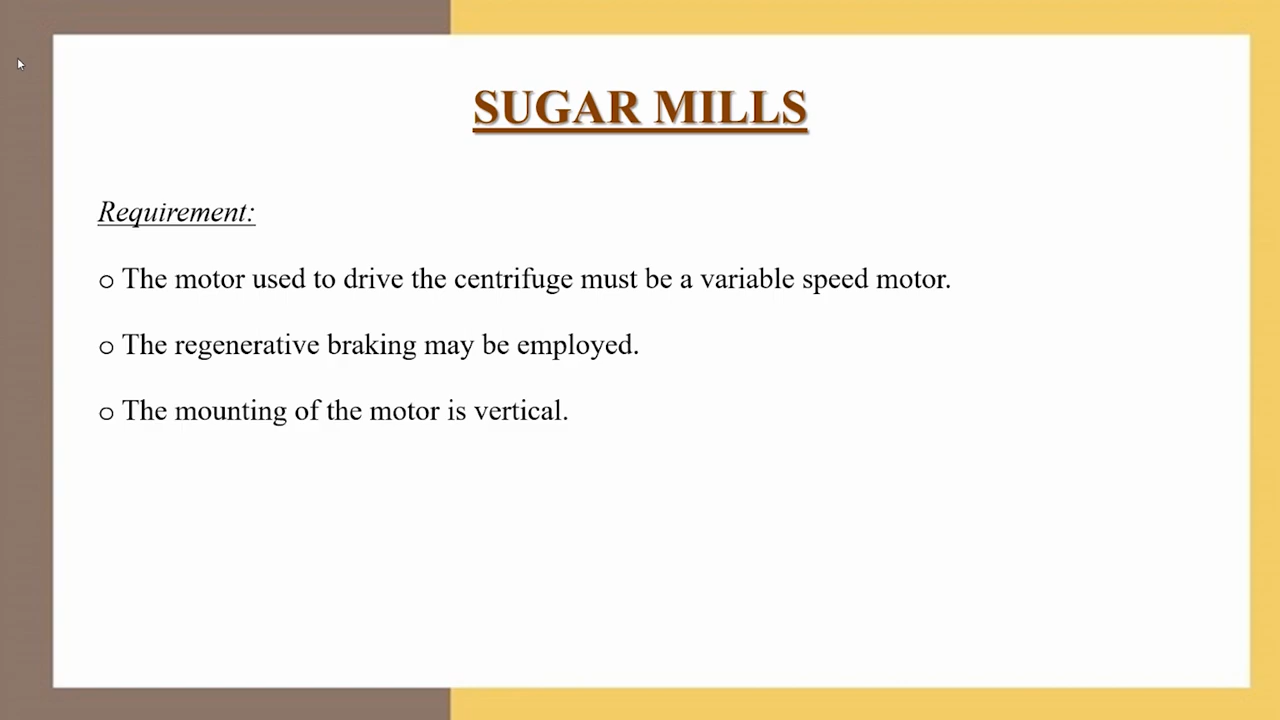 SUGAR MILLS
Requirement:
o The motor used to drive the centrifuge must be a variable speed motor.
o The regenerative braking may be employed.
o The mounting of the motor is vertical.